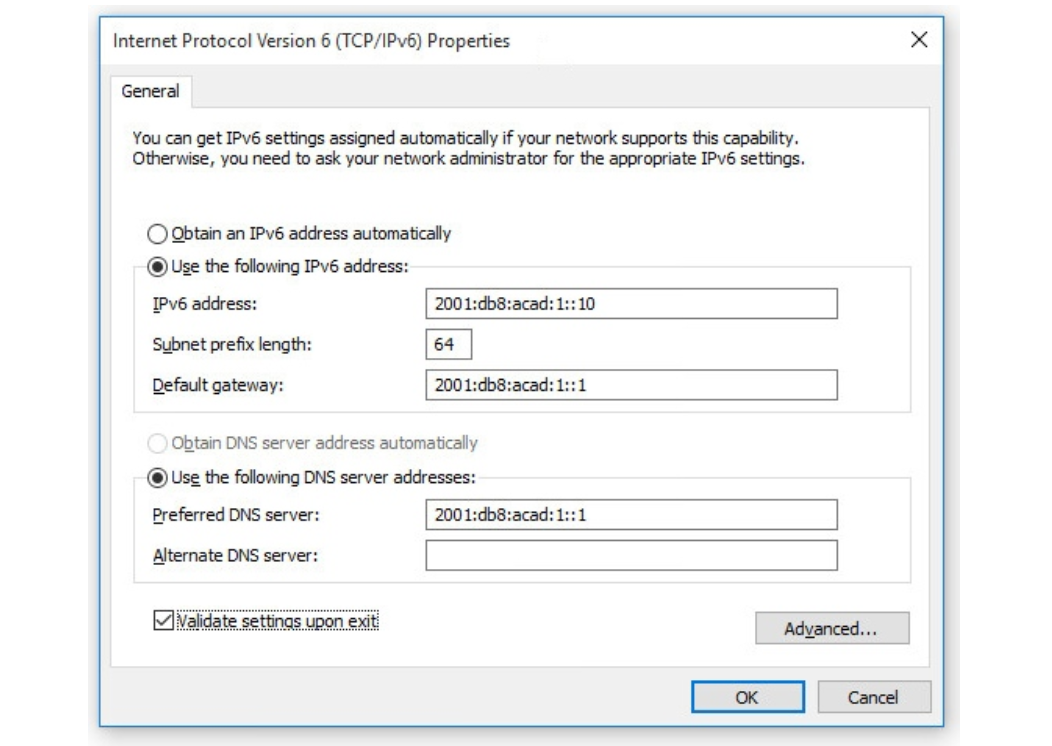 Internet Protocol Version 6 (TCP/IPv6) Properties
General
You can get IPv6 settings assigned automatically if your network supports this capability.
Otherwise, you need to ask your network administrator for the appropriate IPv6 settings.
Obtain an IPv6 address automatically
Use the following IPv6 address:
IPv6 address: 2001:db8:acad:1::10
Subnet prefix length: 64
Default gateway: 2001:db8:acad:1::1
Obtain DNS server address automatically
Use the following DNS server addresses:
Preferred DNS server: 2001:db8:acad:1::1
Alternate DNS server:
Validate settings upon exit
Advanced...
OK Cancel